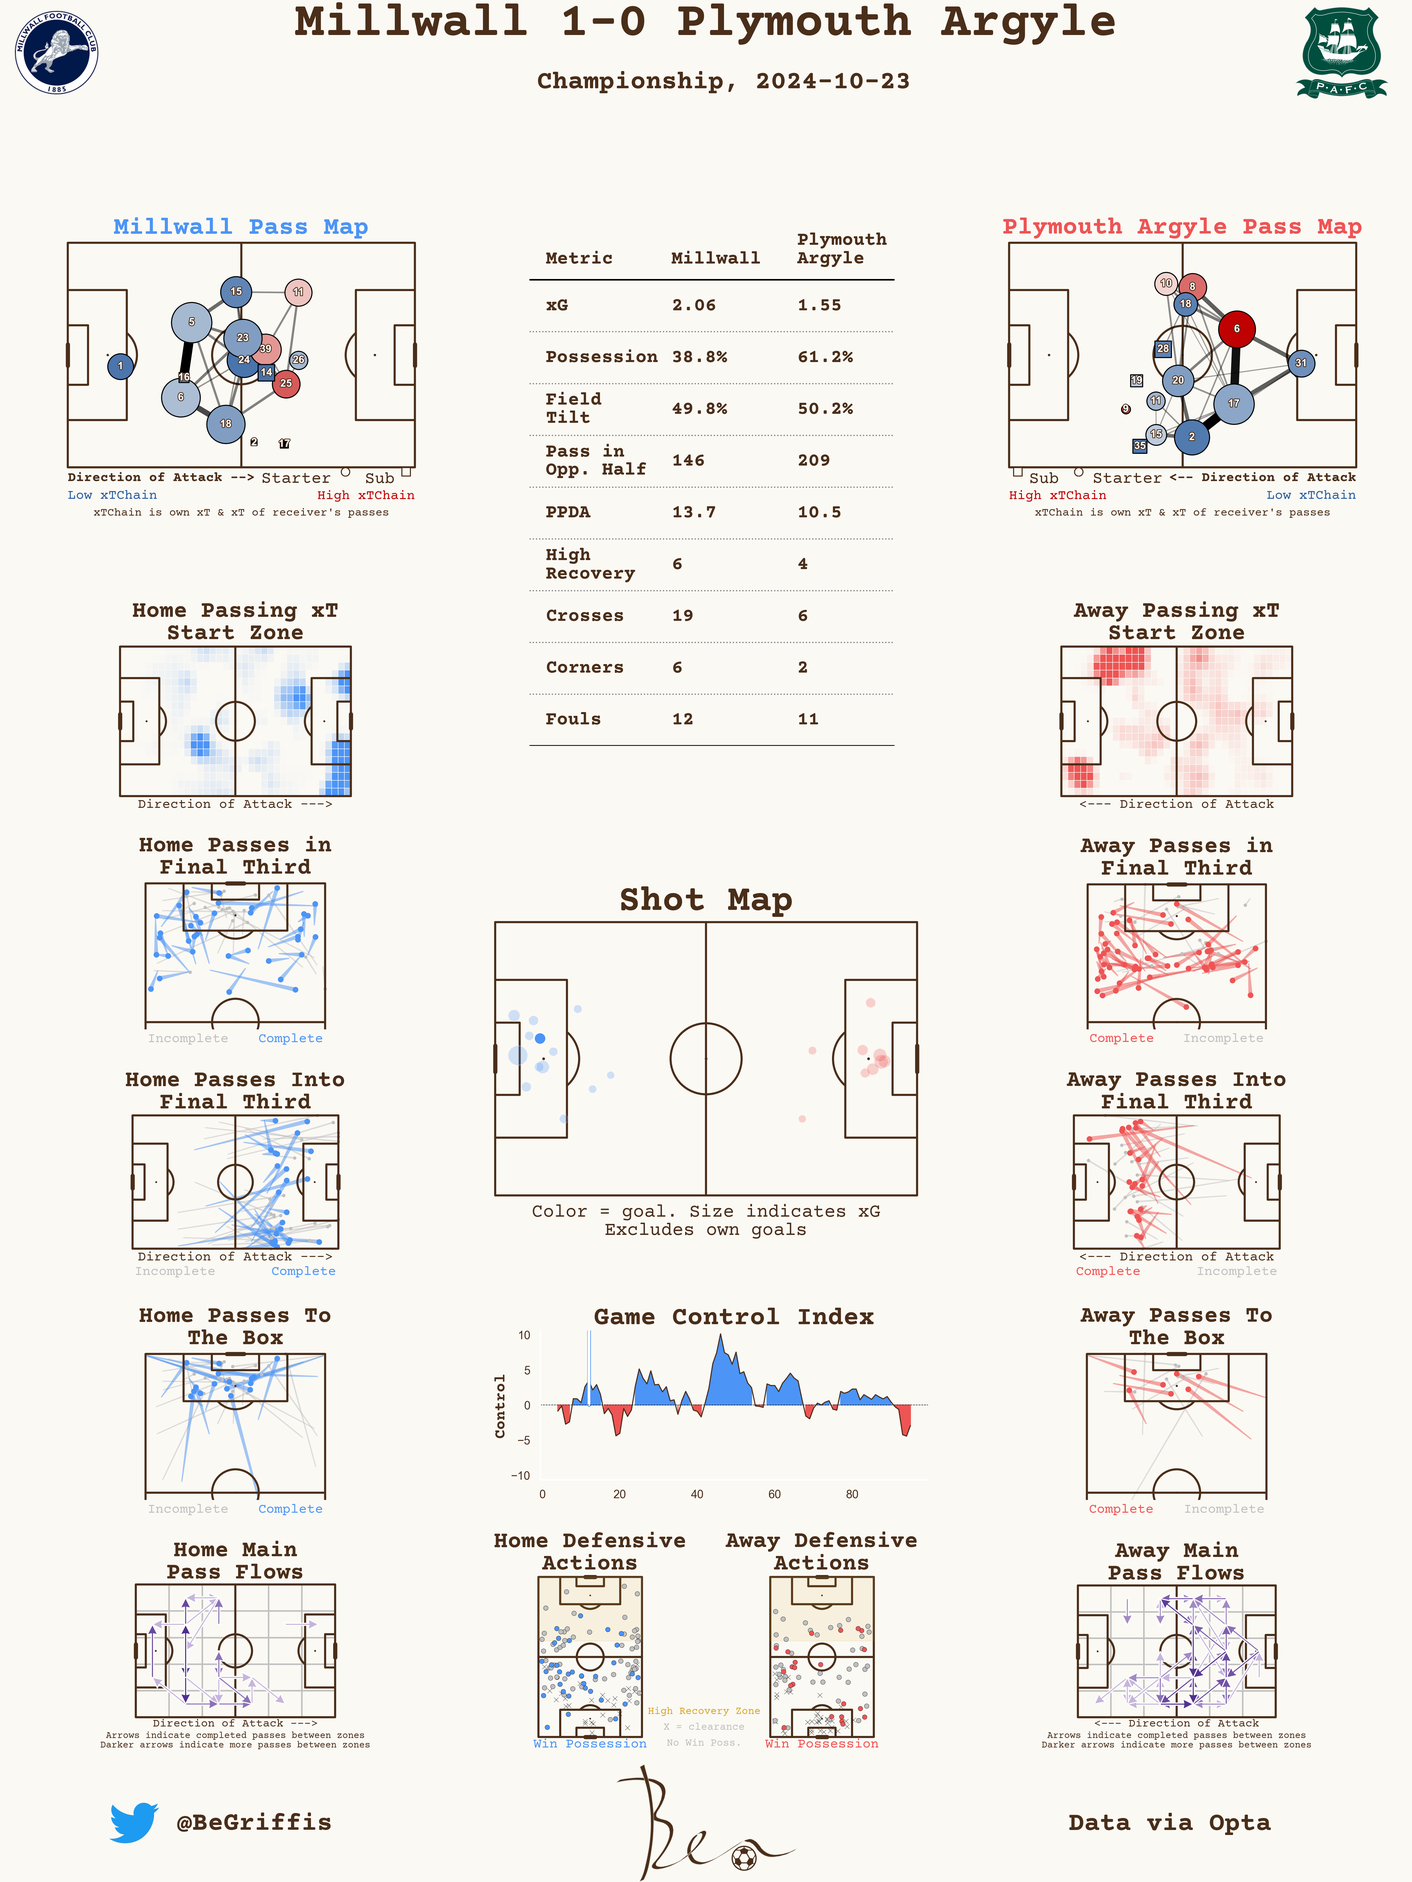 Millwall 1-0 Plymouth Argyle
Championship, 2024-10-23
MILLWALL FOOTBALL CLUB
1885
P·A·F·C
Millwall Pass Map
15
11
5
23
39
24
26
1
14
16
25
6
18
2
17
Direction of Attack --> Starter Sub
Low xTChain High xTChain
xTChain is own xT & xT of receiver's passes
Metric Millwall Plymouth
Argyle
xG 2.06 1.55
Possession 38.8% 61.2%
Field
Tilt 49.8% 50.2%
Pass in
Opp. Half 146 209
PPDA 13.7 10.5
High
Recovery 6 4
Crosses 19 6
Corners 6 2
Fouls 12 11
Plymouth Argyle Pass Map
10
8
18
6
28
31
19
20
11
9
17
15
2
35
Sub Starter <-- Direction of Attack
High xTChain Low xTChain
xTChain is own xT & xT of receiver's passes
Home Passing xT
Start Zone
Direction of Attack --->
Away Passing xT
Start Zone
<--- Direction of Attack
Home Passes in
Final Third
Incomplete Complete
Away Passes in
Final Third
Complete Incomplete
Shot Map
Color = goal. Size indicates xG
Excludes own goals
Home Passes Into
Final Third
Direction of Attack --->
Incomplete Complete
Away Passes Into
Final Third
<--- Direction of Attack
Complete Incomplete
Home Passes To
The Box
Incomplete Complete
Game Control Index
Control
10
5
0
−5
−10
0 20 40 60 80
Away Passes To
The Box
Complete Incomplete
Home Main
Pass Flows
Direction of Attack --->
Arrows indicate completed passes between zones
Darker arrows indicate more passes between zones
Home Defensive
Actions
Win Possession
Away Defensive
Actions
Win Possession
High Recovery Zone
X = clearance
No Win Poss.
Away Main
Pass Flows
<--- Direction of Attack
Arrows indicate completed passes between zones
Darker arrows indicate more passes between zones
@BeGriffis
Ben
Data via Opta